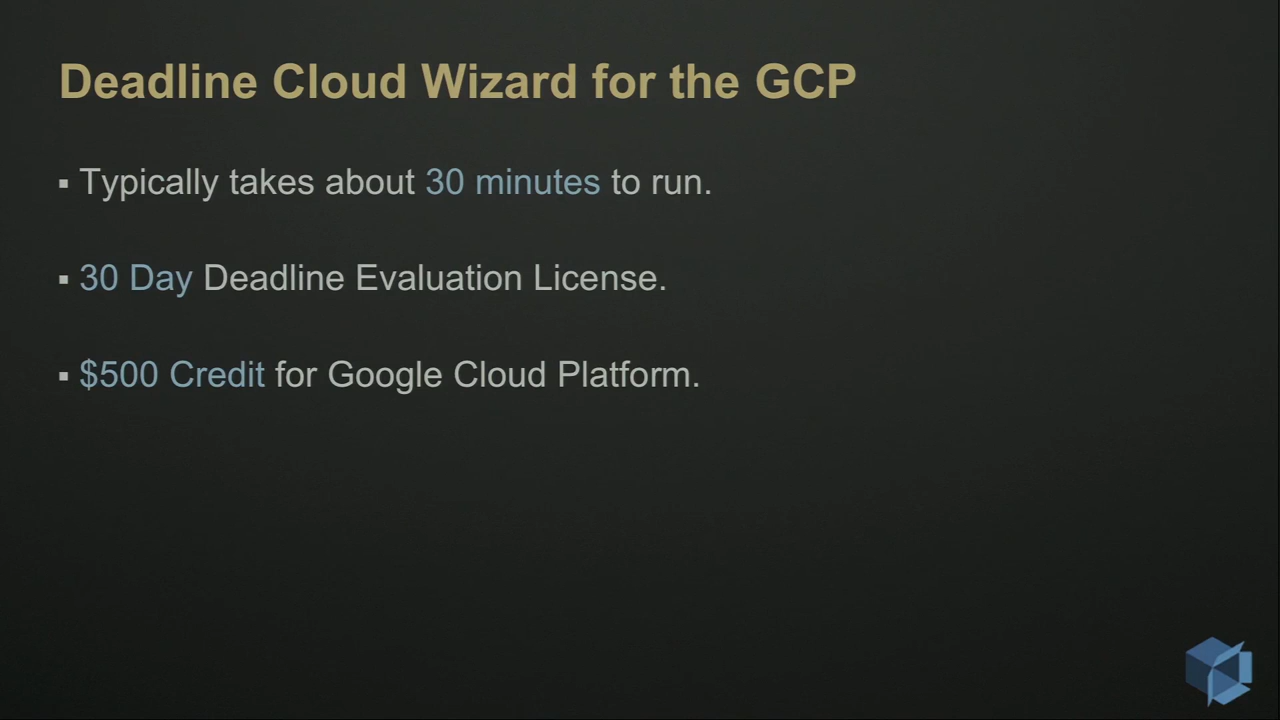 Deadline Cloud Wizard for the GCP
▪ Typically takes about 30 minutes to run.
▪ 30 Day Deadline Evaluation License.
▪ $500 Credit for Google Cloud Platform.